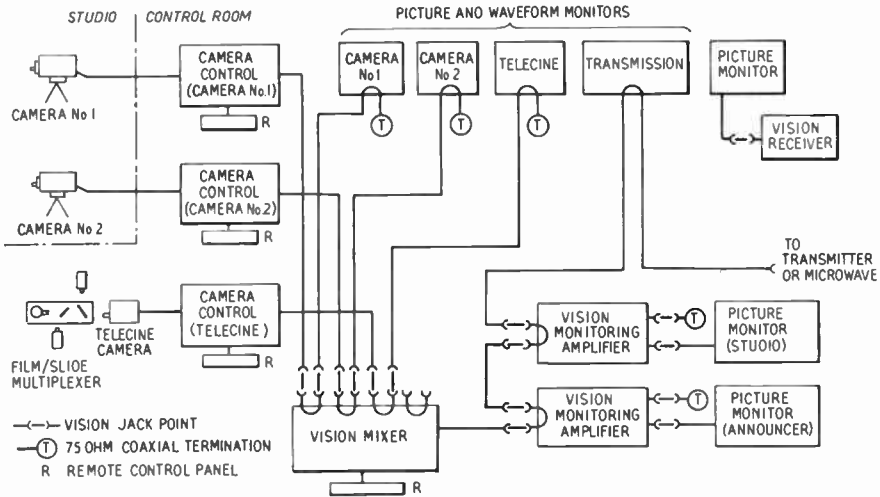 STUDIO
CONTROL ROOM
PICTURE AND WAVEFORM MONITORS
CAMERA No 1
CAMERA
CONTROL
(CAMERA No.1)
R
CAMERA
No 1
T
CAMERA
No 2
T
TELECINE
T
TRANSMISSION
PICTURE
MONITOR
VISION
RECEIVER
CAMERA No 2
CAMERA
CONTROL
(CAMERA No.2)
R
TO
TRANSMITTER
OR MICROWAVE
FILM/SLIDE
MULTIPLEXER
TELECINE
CAMERA
CAMERA
CONTROL
(TELECINE)
R
VISION
MONITORING
AMPLIFIER
T
PICTURE
MONITOR
(STUDIO)
VISION
MONITORING
AMPLIFIER
T
PICTURE
MONITOR
(ANNOUNCER)
VISION MIXER
R
VISION JACK POINT
T 75 OHM COAXIAL TERMINATION
R REMOTE CONTROL PANEL